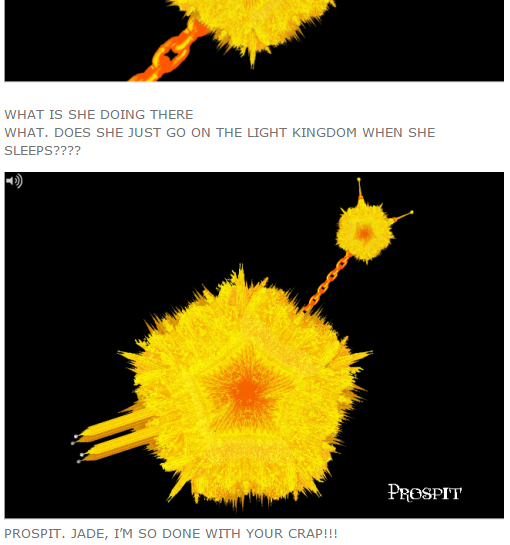 WHAT IS SHE DOING THERE
WHAT. DOES SHE JUST GO ON THE LIGHT KINGDOM WHEN SHE
SLEEPS????
PROSPIT
PROSPIT. JADE, I’M SO DONE WITH YOUR CRAP!!!